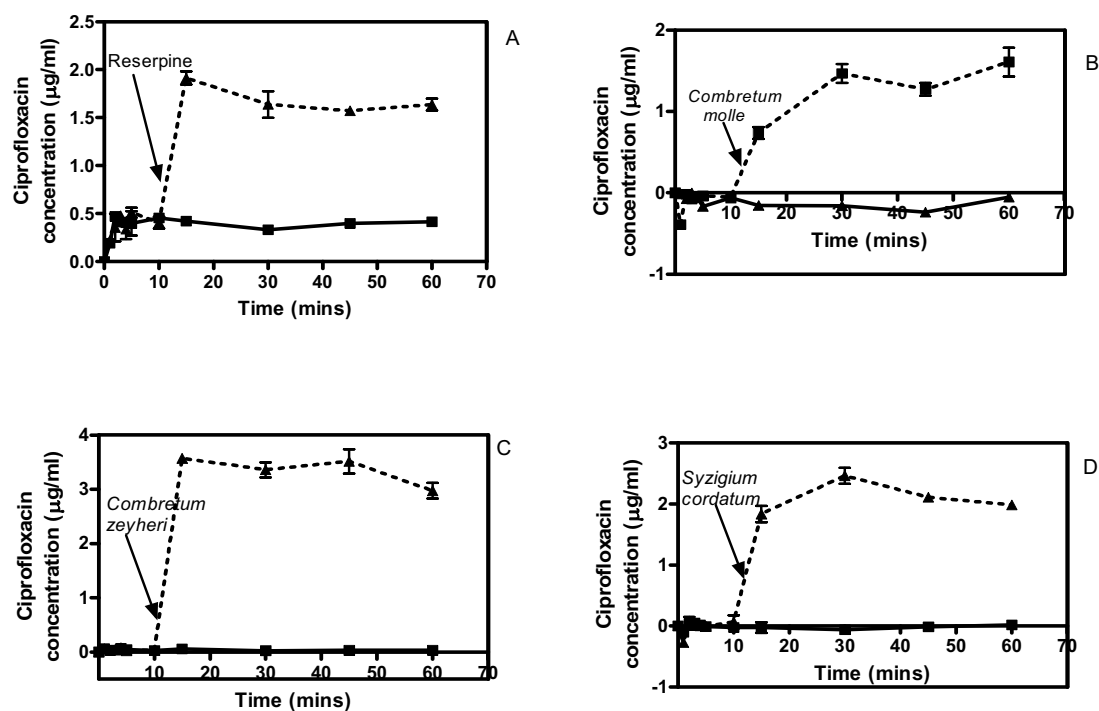 A
2.5
2.0
1.5
1.0
0.5
0.0
Ciprofloxacin
concentration (µg/ml)
Reserpine
0 10 20 30 40 50 60 70
Time (mins)
B
2
1
0
-1
Ciprofloxacin
concentration (µg/ml)
Combretum
molle
10 20 30 40 50 60 70
Time (mins)
C
4
3
2
1
0
Ciprofloxacin
concentration (µg/ml)
Combretum
zeyheri
10 20 30 40 50 60 70
Time (mins)
D
3
2
1
0
-1
Ciprofloxacin
concentration (µg/ml)
Syzigium
cordatum
10 20 30 40 50 60 70
Time (mins)